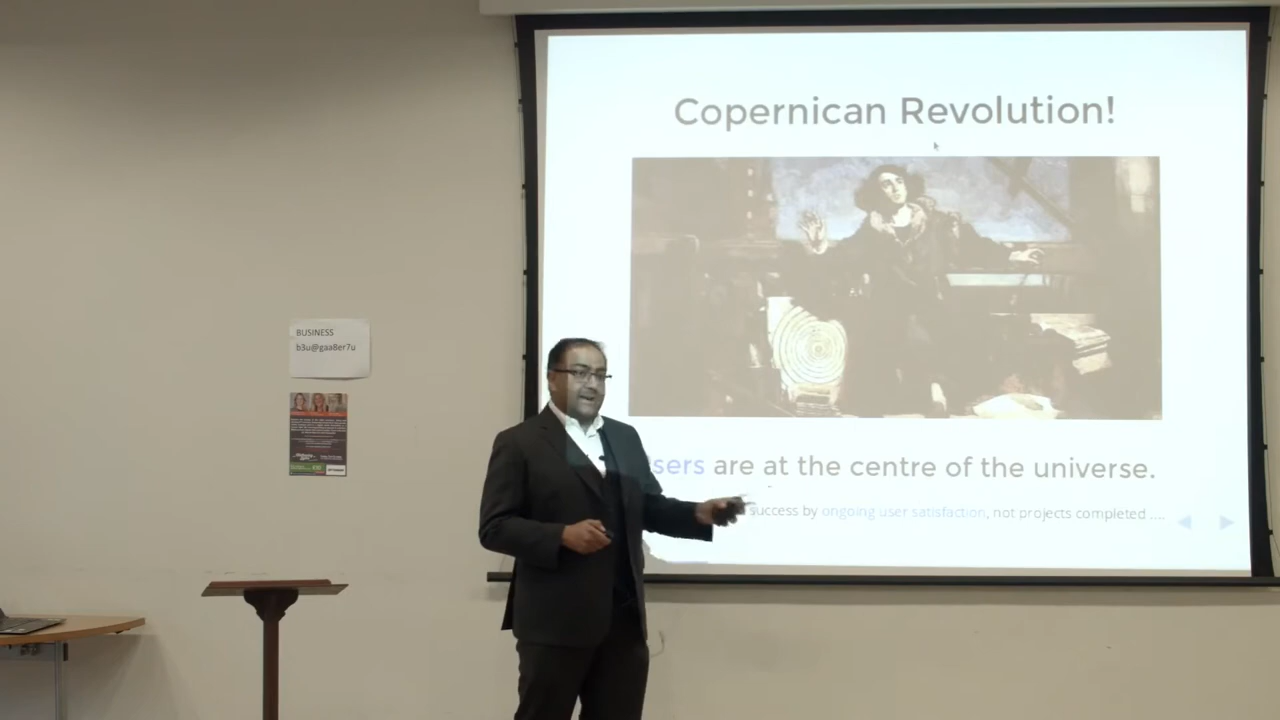 Copernican Revolution!
sers are at the centre of the universe.
success by ongoing user satisfaction, not projects completed ....
BUSINESS
b3u@gaa8er7u